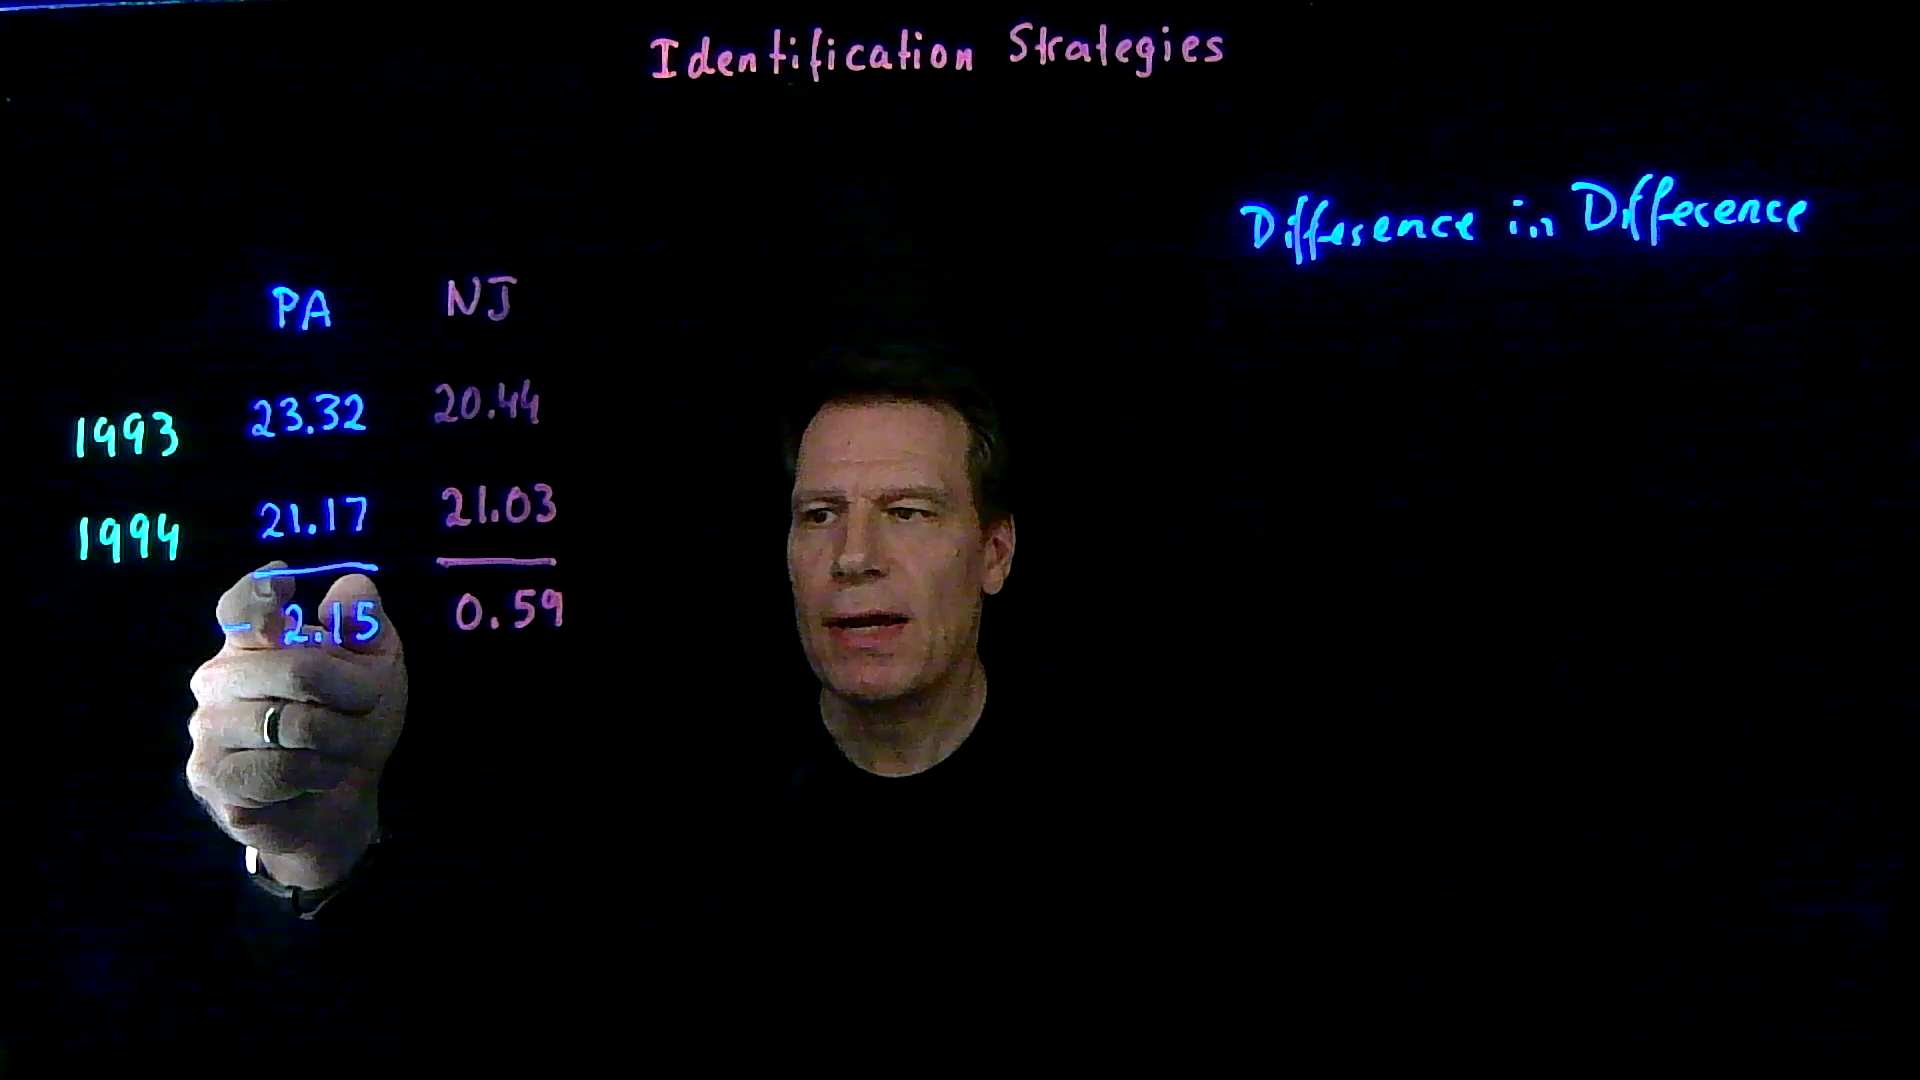 Identification Strategies
Difference in Difference
PA NJ
1993 23.32 20.44
1994 21.17 21.03
- 2.15 0.59